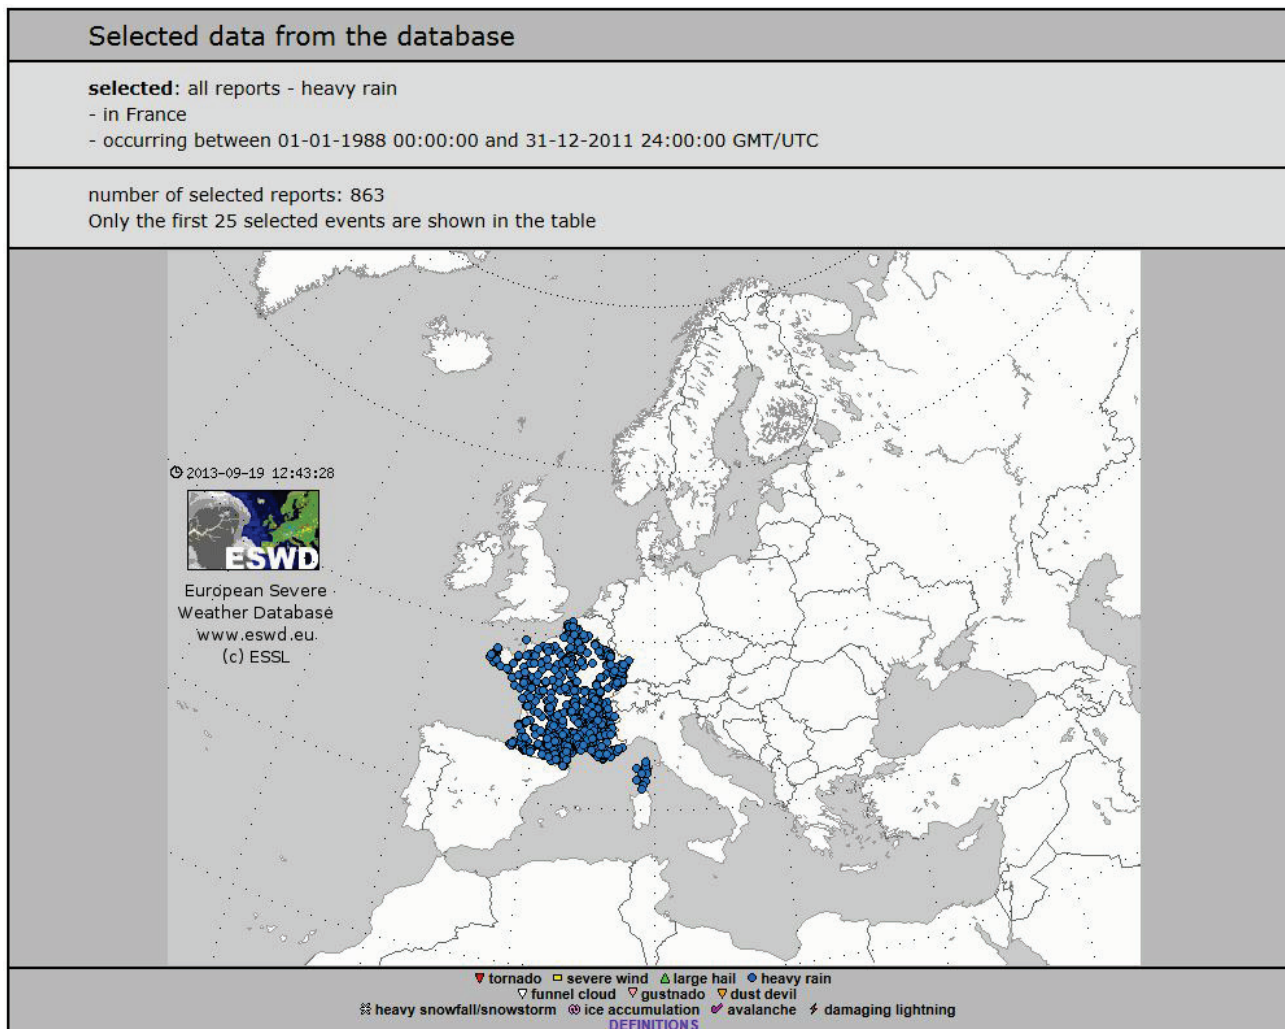 Selected data from the database
selected: all reports - heavy rain
- in France
- occurring between 01-01-1988 00:00:00 and 31-12-2011 24:00:00 GMT/UTC
number of selected reports: 863
Only the first 25 selected events are shown in the table
2013-09-19 12:43:28
ESWD
European Severe
Weather Database
www.eswd.eu
(c) ESSL
tornado severe wind large hail heavy rain
funnel cloud gustnado dust devil
heavy snowfall/snowstorm ice accumulation avalanche damaging lightning
DEFINITIONS